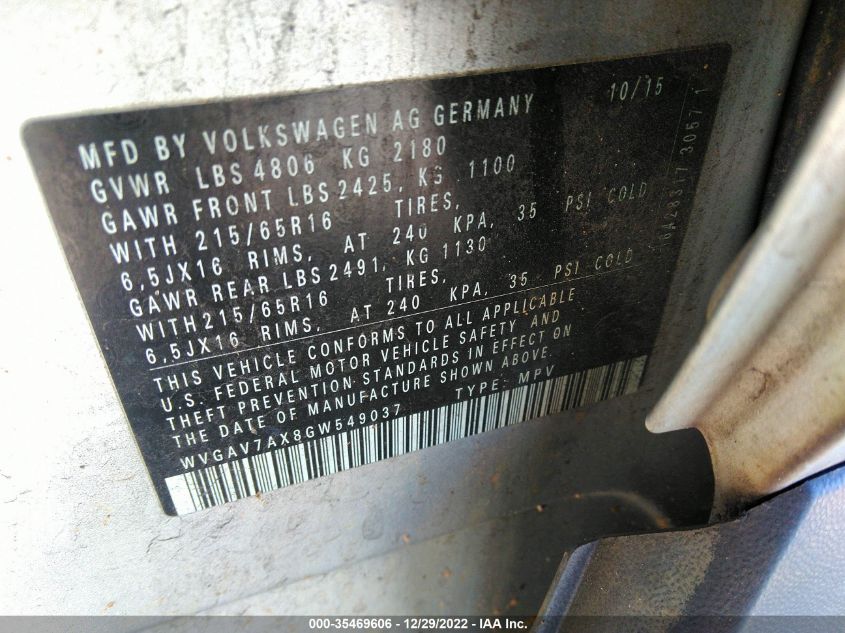 MFD BY VOLKSWAGEN AG GERMANY 10/15
GVWR LBS 4806 KG 2180
GAWR FRONT LBS 2425, KG 1100
WITH 215/65R16 TIRES,
6,5JX16 RIMS, AT 240 KPA, 35 PSI COLD
GAWR REAR LBS 2491, KG 1130
WITH 215/65R16 TIRES,
6,5JX16 RIMS, AT 240 KPA, 35 PSI COLD
THIS VEHICLE CONFORMS TO ALL APPLICABLE
U.S. FEDERAL MOTOR VEHICLE SAFETY AND
THEFT PREVENTION STANDARDS IN EFFECT ON
THE DATE OF MANUFACTURE SHOWN ABOVE.
WVGAV7AX8GW549037 TYPE: MPV
000-35469606 - 12/29/2022 - IAA Inc.